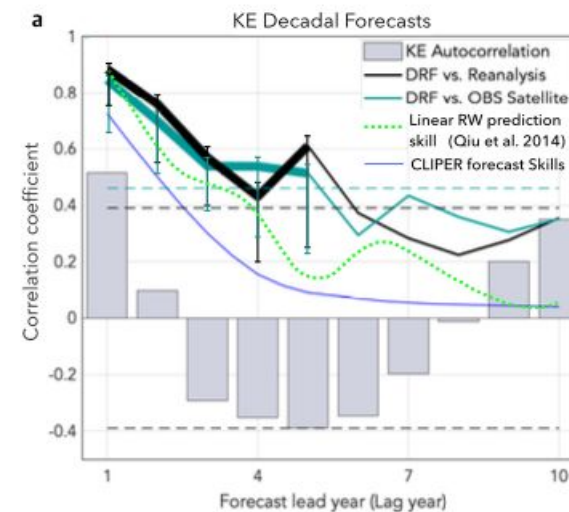 a
KE Decadal Forecasts
KE Autocorrelation
DRF vs. Reanalysis
DRF vs. OBS Satellite
Linear RW prediction
skill (Qiu et al. 2014)
CLIPER forecast Skills
Correlation coefficient
0.8
0.6
0.4
0.2
0
-0.2
-0.4
1
4
7
10
Forecast lead year (Lag year)